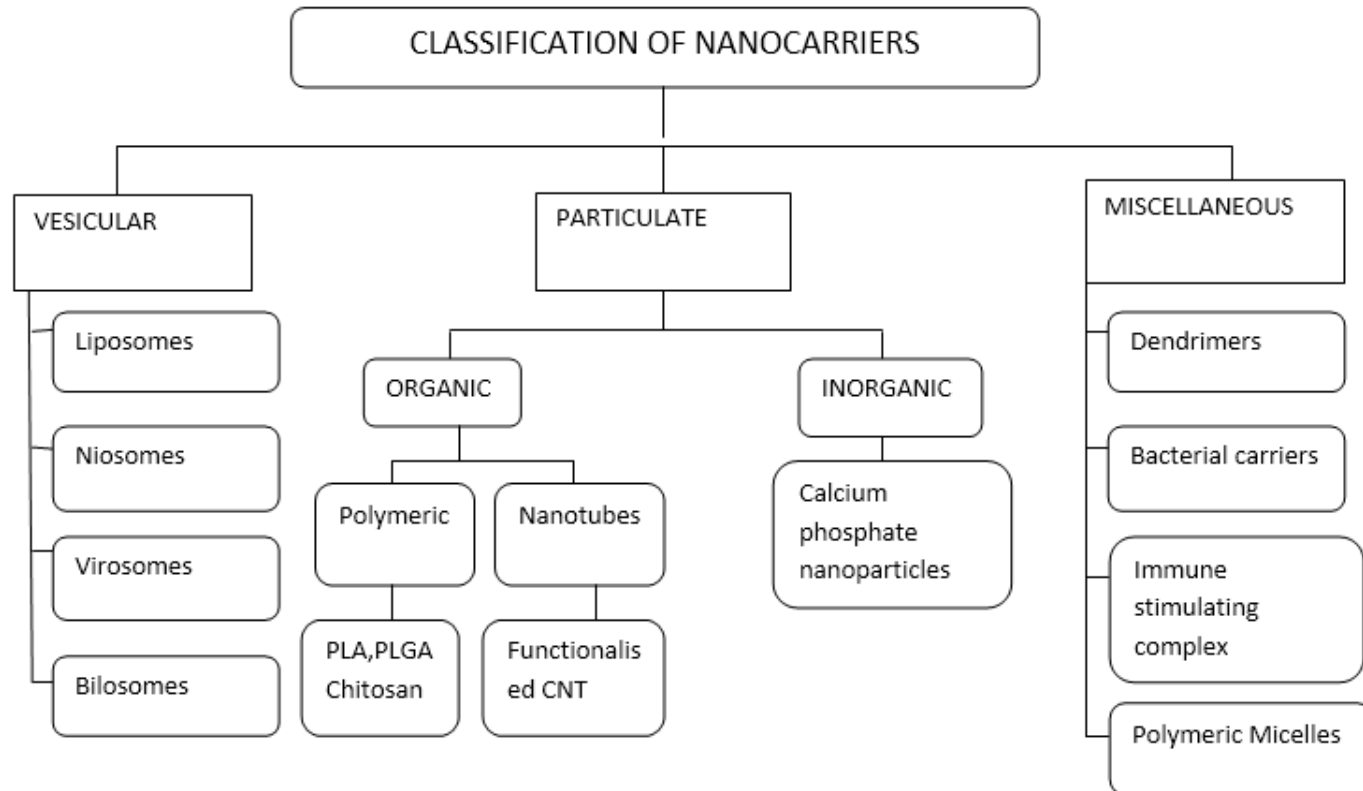 CLASSIFICATION OF NANOCARRIERS
VESICULAR
Liposomes
Niosomes
Virosomes
Bilosomes
PARTICULATE
ORGANIC
Polymeric
PLA,PLGA
Chitosan
Nanotubes
Functionalis
ed CNT
INORGANIC
Calcium
phosphate
nanoparticles
MISCELLANEOUS
Dendrimers
Bacterial carriers
Immune
stimulating
complex
Polymeric Micelles